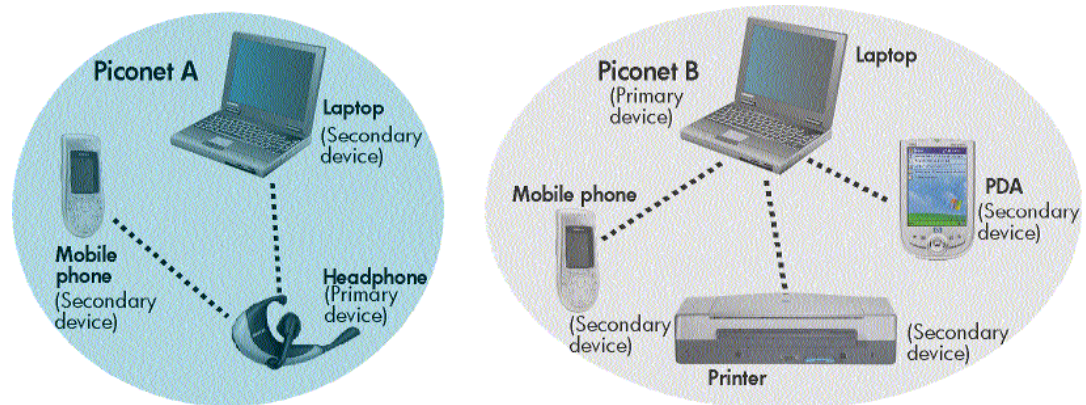 Piconet A
Laptop
(Secondary
device)
Mobile
phone
(Secondary
device)
Headphone
(Primary
device)
Piconet B
(Primary
device)
Laptop
Mobile phone
(Secondary
device)
PDA
(Secondary
device)
Printer
(Secondary
device)